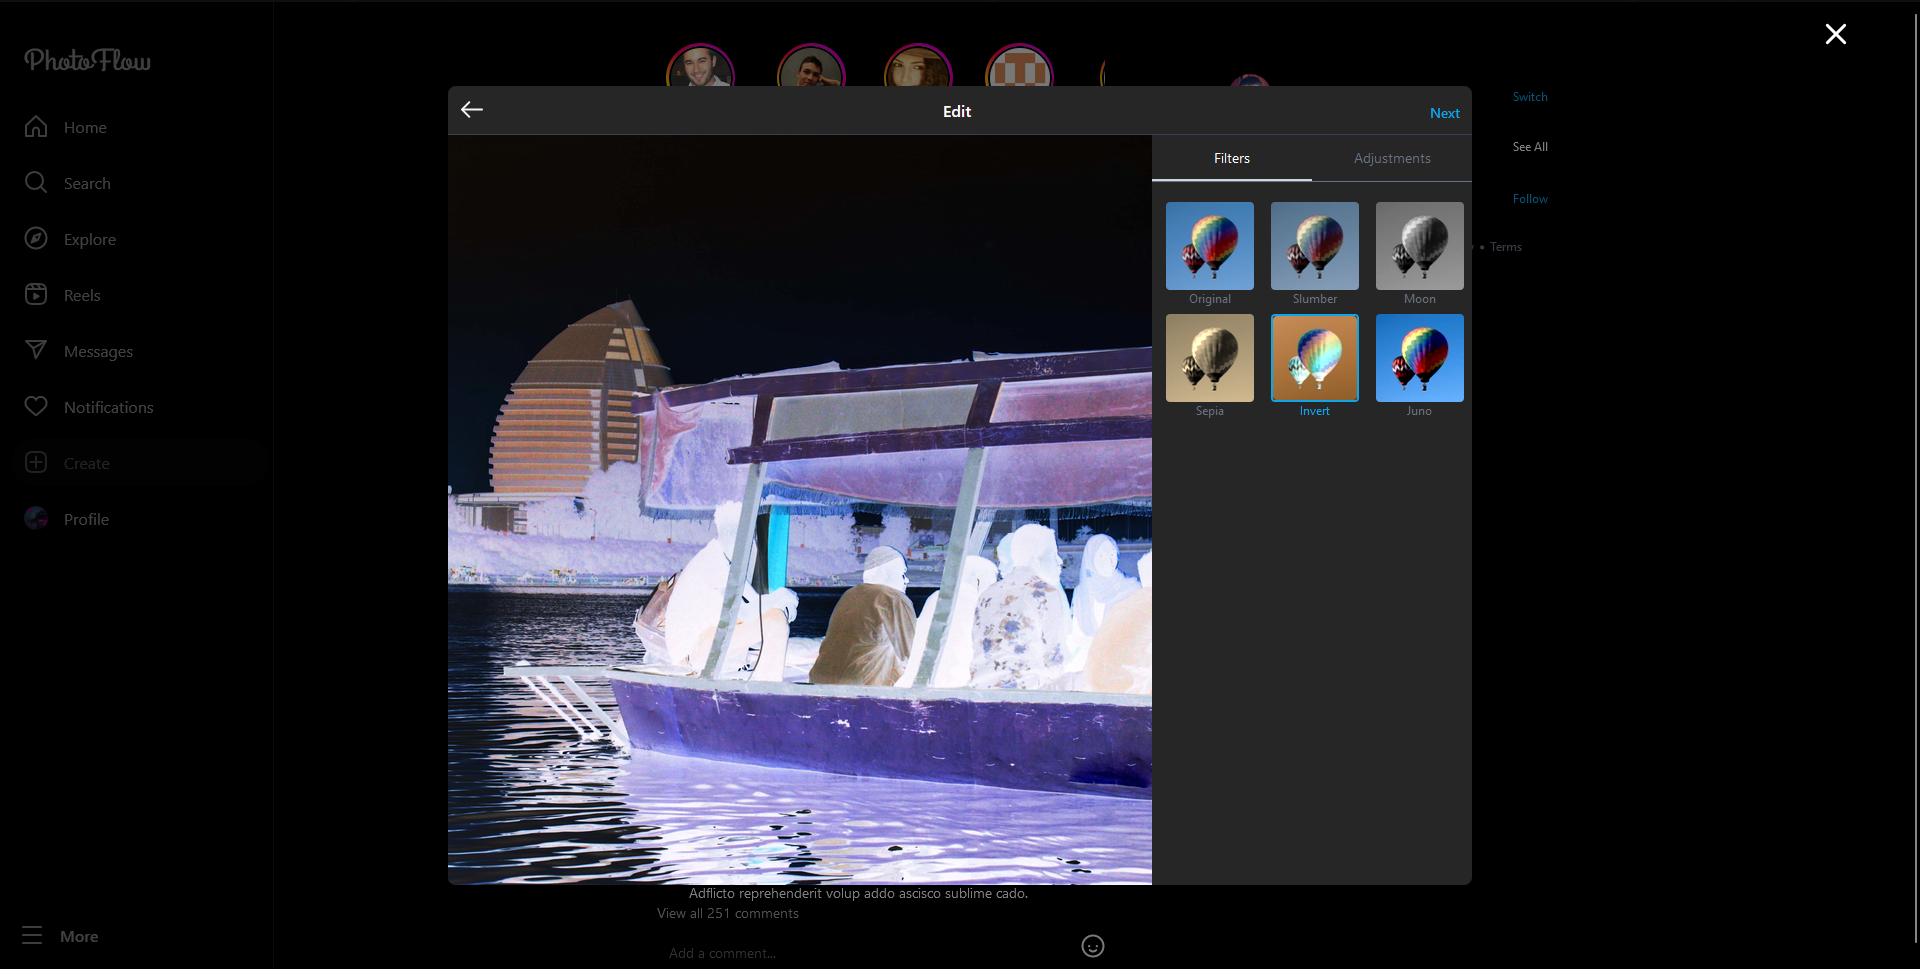 PhotoFlow
Home
Search
Explore
Reels
Messages
Notifications
Create
Profile
More
Edit
Next
Filters
Adjustments
Original
Slumber
Moon
Sepia
Invert
Juno
Switch
See All
Follow
• Terms
Adflicto reprehenderit volup addo ascisco sublime cado.
View all 251 comments
Add a comment...